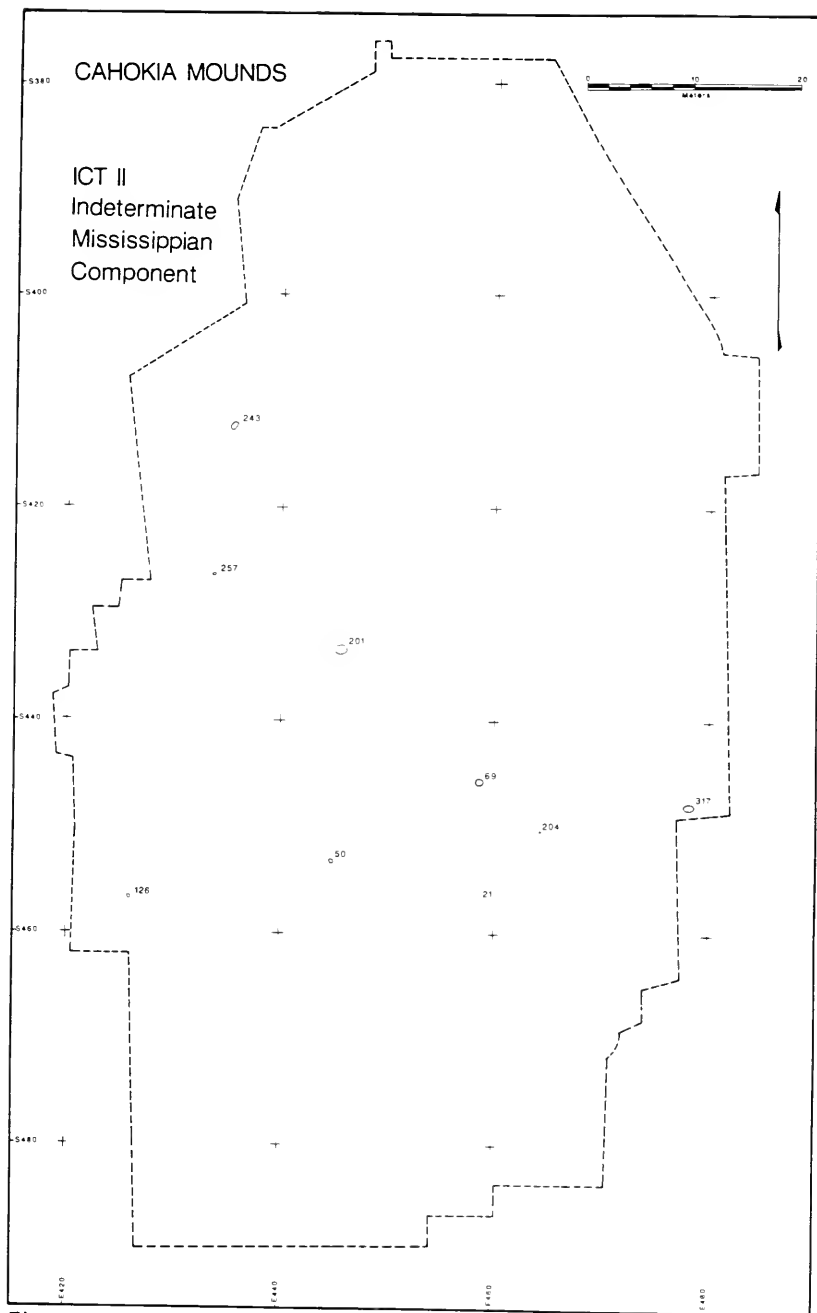 CAHOKIA MOUNDS
0 10 20
Meters
S380
ICT II
Indeterminate
Mississippian
Component
S400
243
S420
257
201
S440
69
317
204
50
21
126
S460
S480
E420
E440
E460
E480